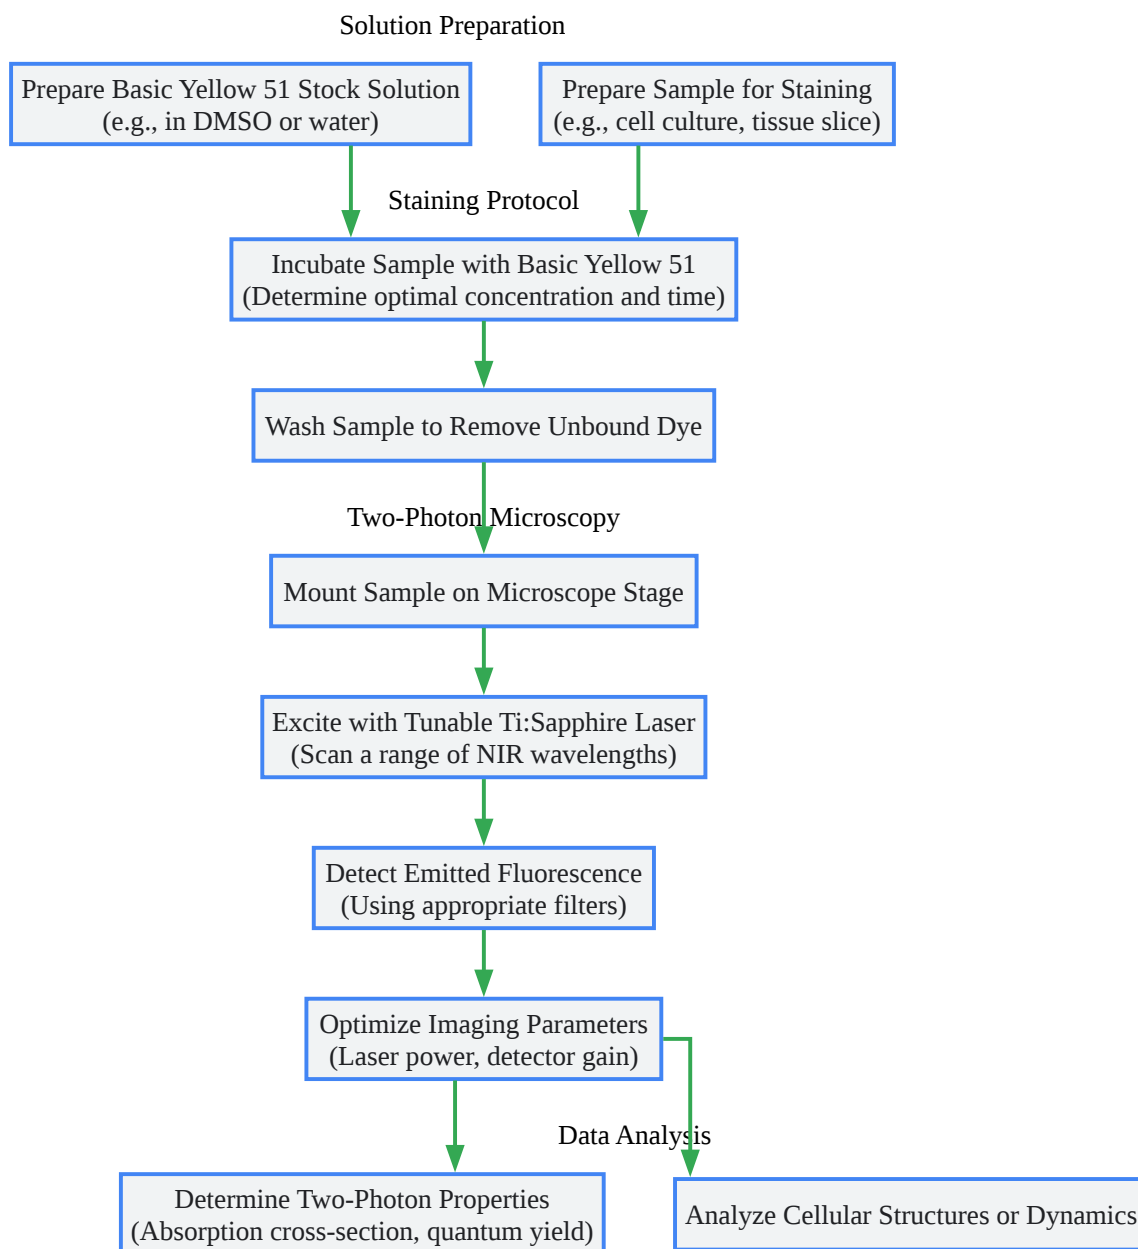 Solution Preparation
Prepare Basic Yellow 51 Stock Solution
(e.g., in DMSO or water)
Prepare Sample for Staining
(e.g., cell culture, tissue slice)
Staining Protocol
Incubate Sample with Basic Yellow 51
(Determine optimal concentration and time)
Wash Sample to Remove Unbound Dye
Two-Photon Microscopy
Mount Sample on Microscope Stage
Excite with Tunable Ti:Sapphire Laser
(Scan a range of NIR wavelengths)
Detect Emitted Fluorescence
(Using appropriate filters)
Optimize Imaging Parameters
(Laser power, detector gain)
Data Analysis
Determine Two-Photon Properties
(Absorption cross-section, quantum yield)
Analyze Cellular Structures or Dynamics